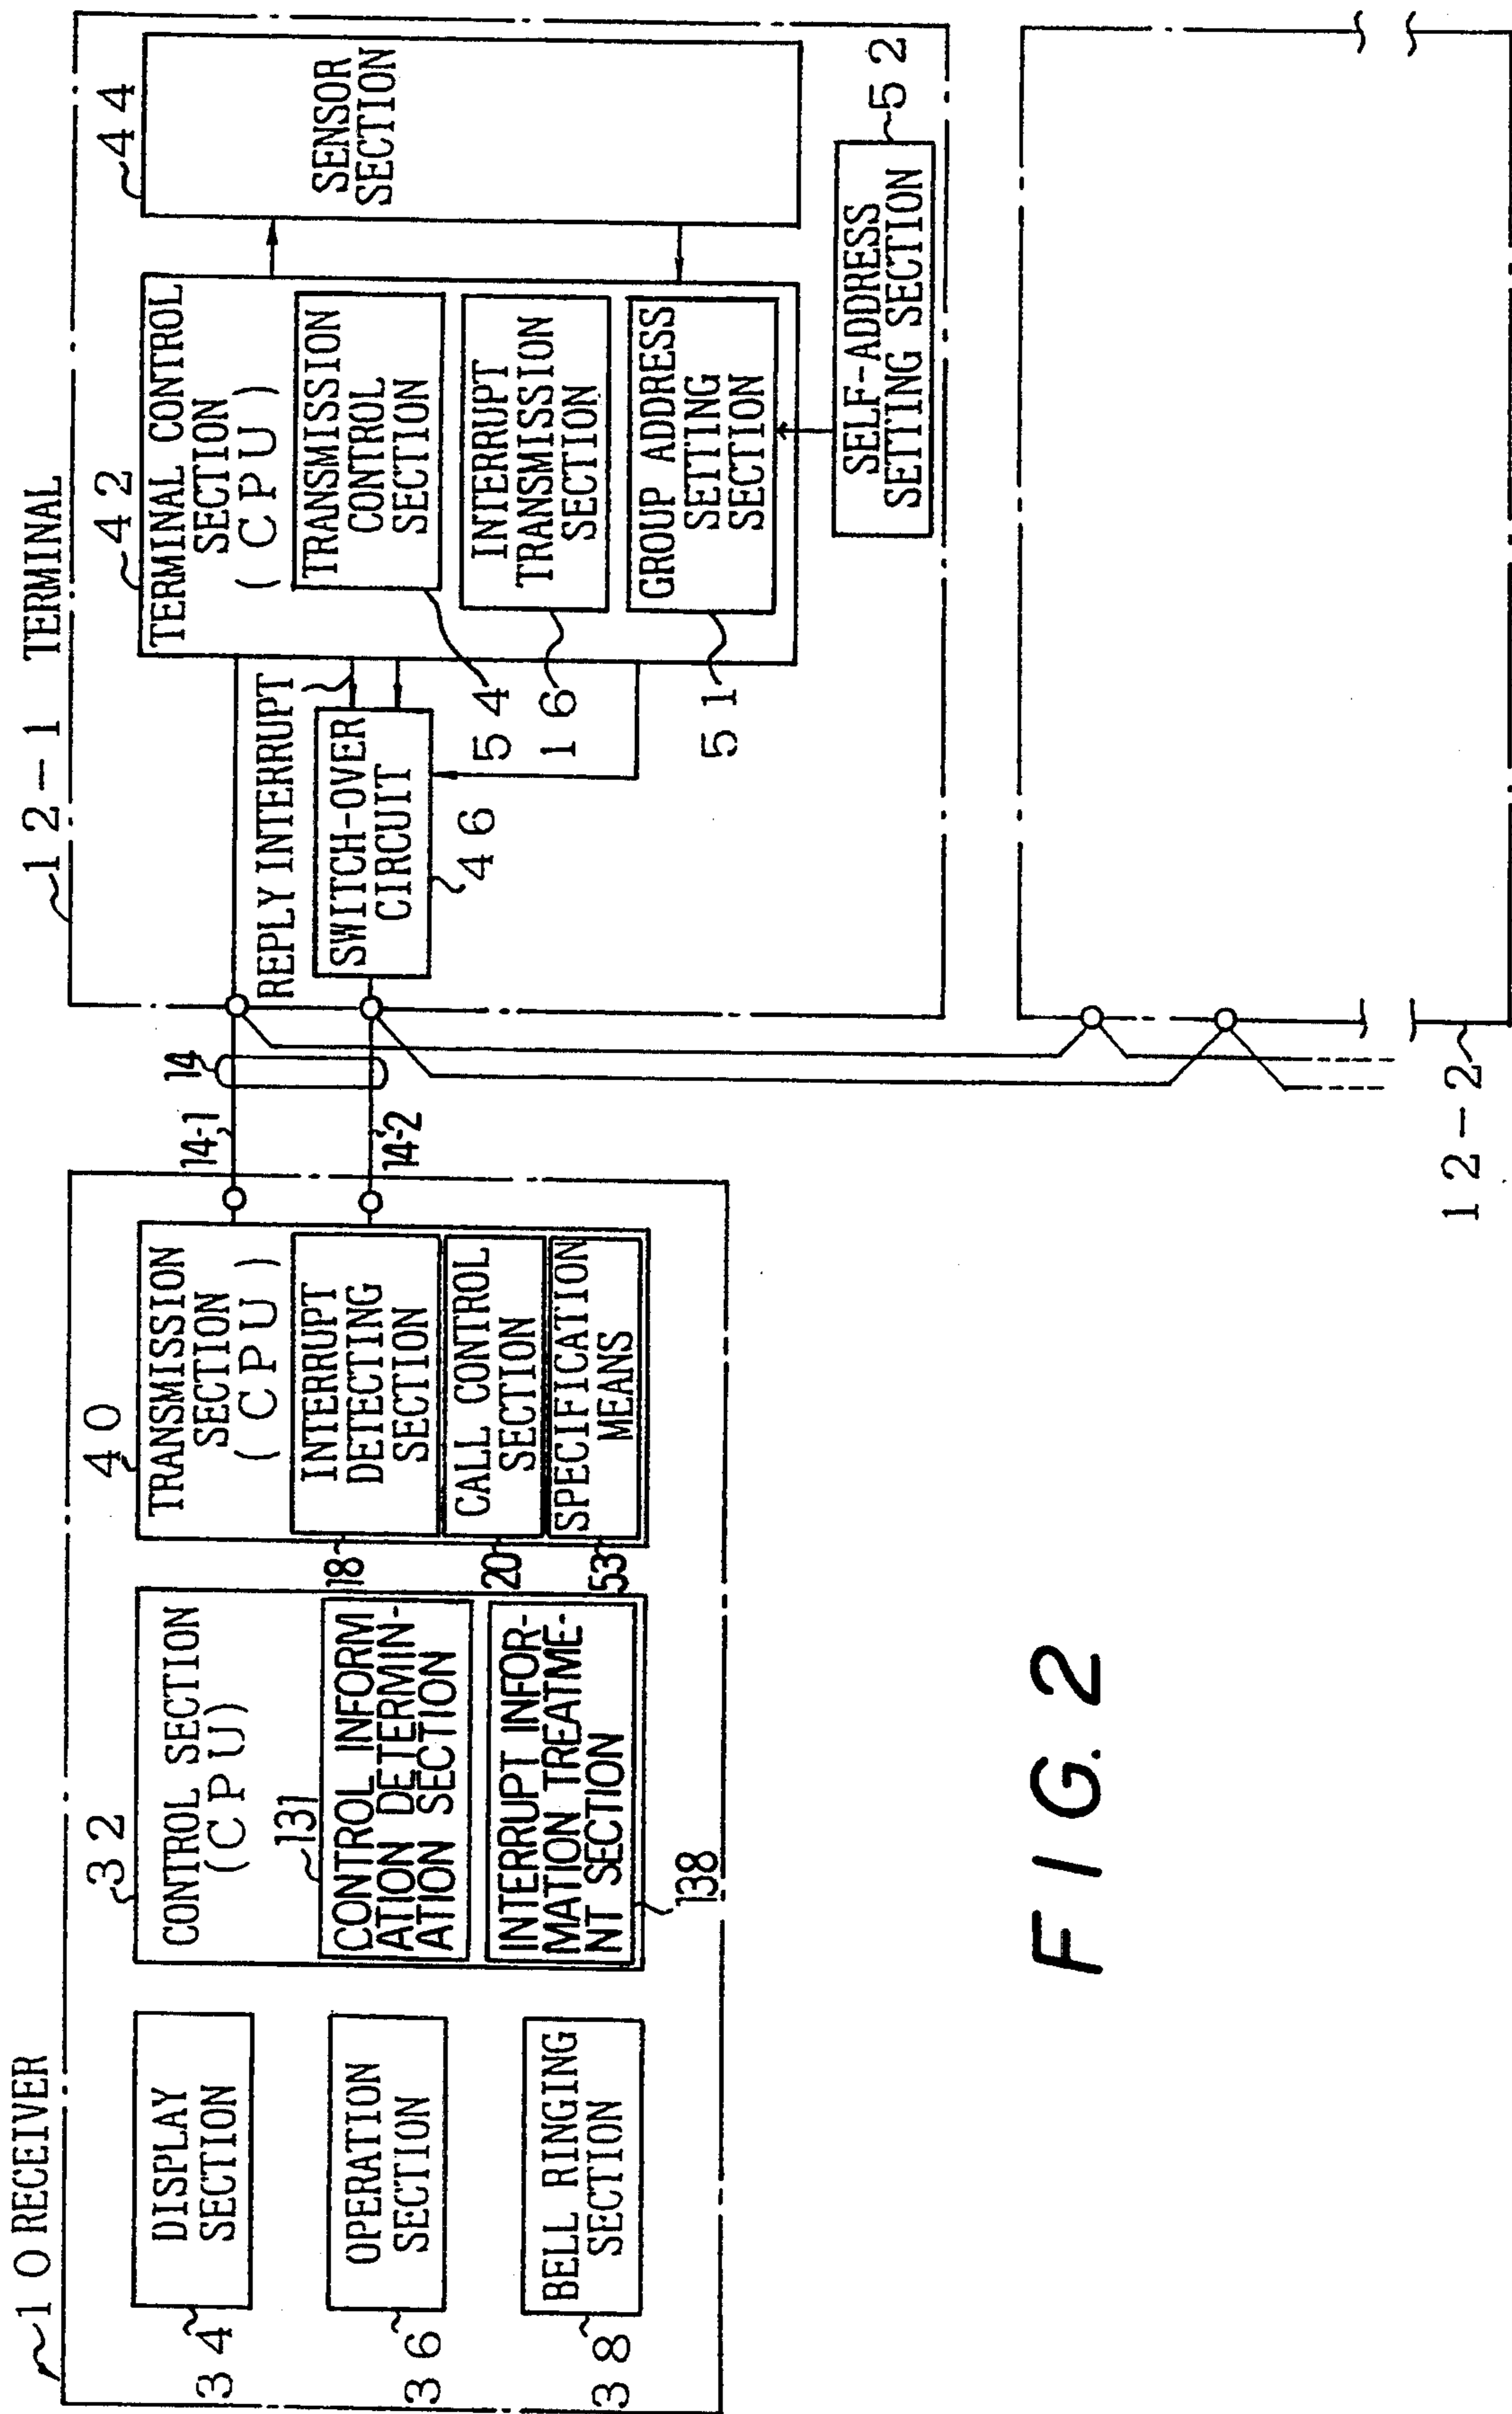 10 RECEIVER
34
DISPLAY
SECTION
36
OPERATION
SECTION
38
BELL RINGING
SECTION
32
CONTROL SECTION
(CPU)
131
CONTROL INFORM
ATION DETERMIN-
ATION SECTION
INTERRUPT INFOR-
MATION TREATME-
NT SECTION
138
40
TRANSMISSION
SECTION
(CPU)
INTERRUPT
DETECTING
SECTION
18
CALL CONTROL
SECTION
20
SPECIFICATION
MEANS
53
14
14-1
14-2
12-1 TERMINAL
REPLY INTERRUPT
SWITCH-OVER
CIRCUIT
46
42
TERMINAL CONTROL
SECTION
(CPU)
TRANSMISSION
CONTROL
SECTION
54
INTERRUPT
TRANSMISSION
SECTION
16
GROUP ADDRESS
SETTING
SECTION
51
44
SENSOR
SECTION
SELF-ADDRESS
SETTING SECTION
52
12-2
FIG. 2